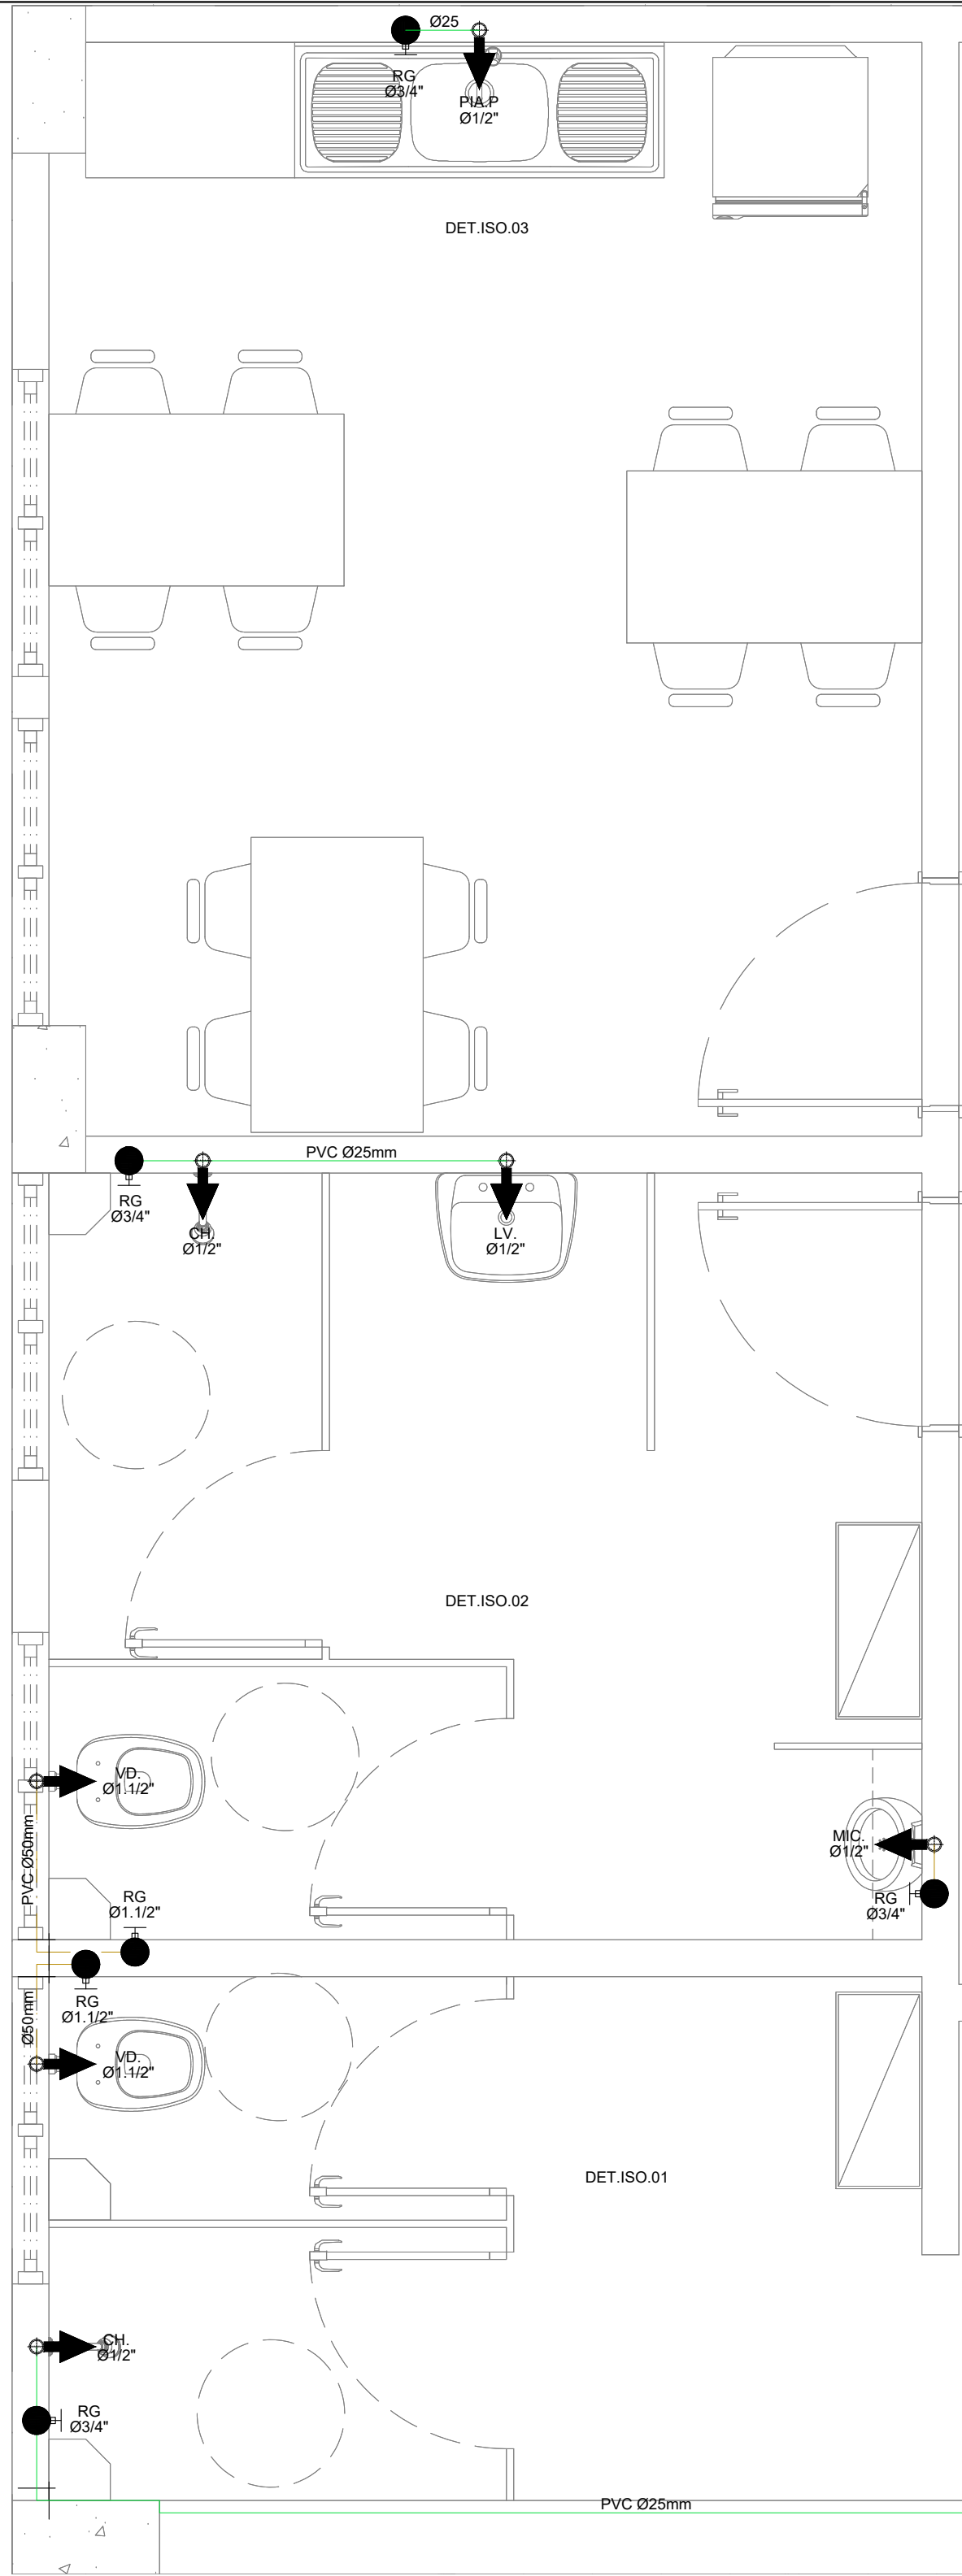 Ø25
RG
Ø3/4"
PIA.P
Ø1/2"
DET.ISO.03
PVC Ø25mm
RG
Ø3/4"
CH.
Ø1/2"
LV.
Ø1/2"
DET.ISO.02
VD.
Ø1.1/2"
PVC Ø50mm
MIC.
Ø1/2"
RG
Ø3/4"
RG
Ø1.1/2"
RG
Ø1.1/2"
Ø50mm
VD.
Ø1.1/2"
DET.ISO.01
CH.
Ø1/2"
RG
Ø3/4"
PVC Ø25mm